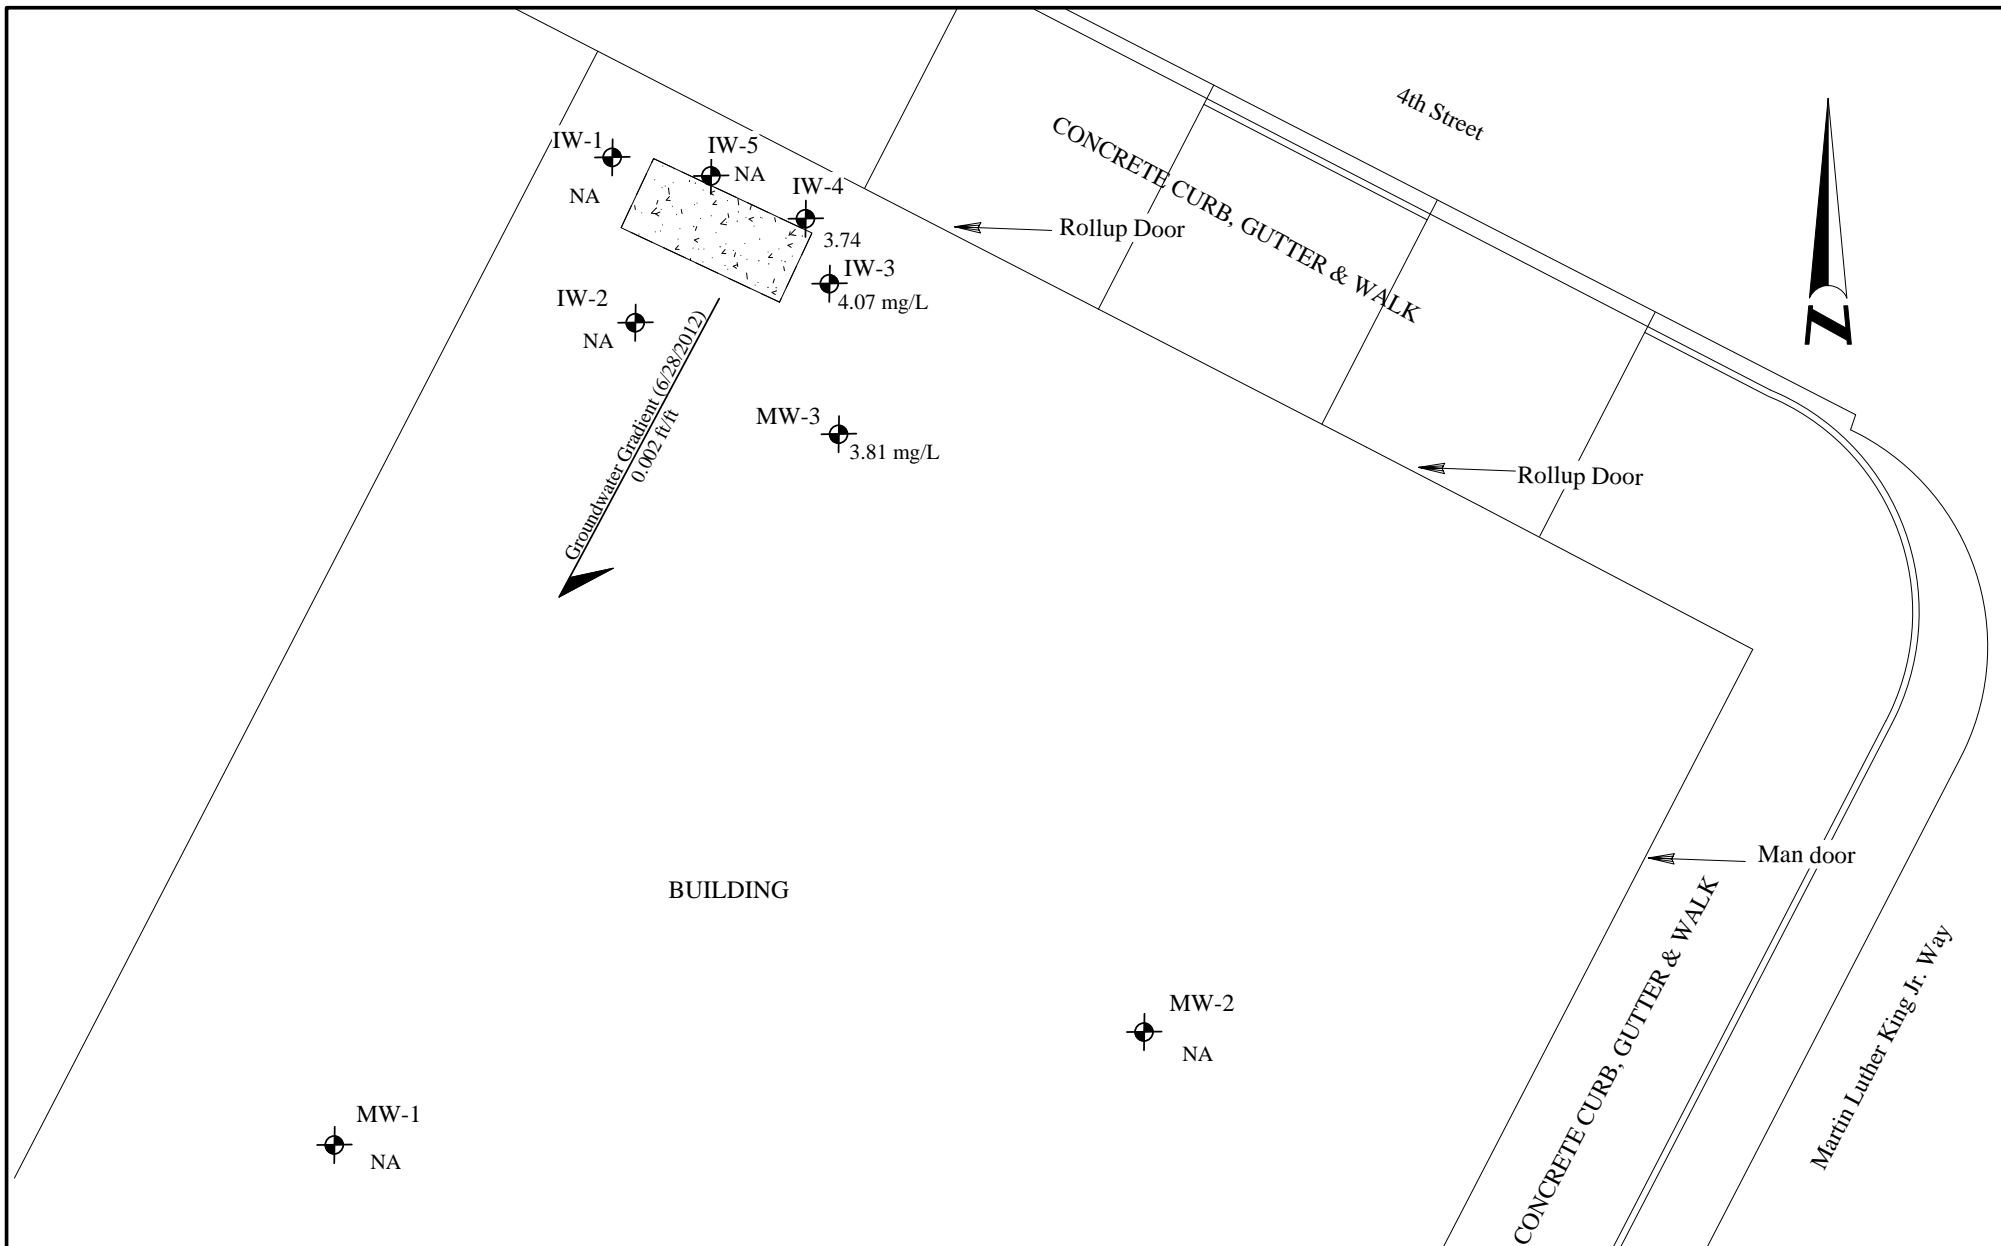 4th Street
CONCRETE CURB, GUTTER & WALK
IW-1
NA
IW-5
NA
IW-4
3.74
Rollup Door
IW-3
4.07 mg/L
IW-2
NA
Groundwater Gradient (6/28/2012)
0.002 ft/ft
MW-3
3.81 mg/L
Rollup Door
N
Man door
BUILDING
CONCRETE CURB, GUTTER & WALK
Martin Luther King Jr. Way
MW-2
NA
MW-1
NA